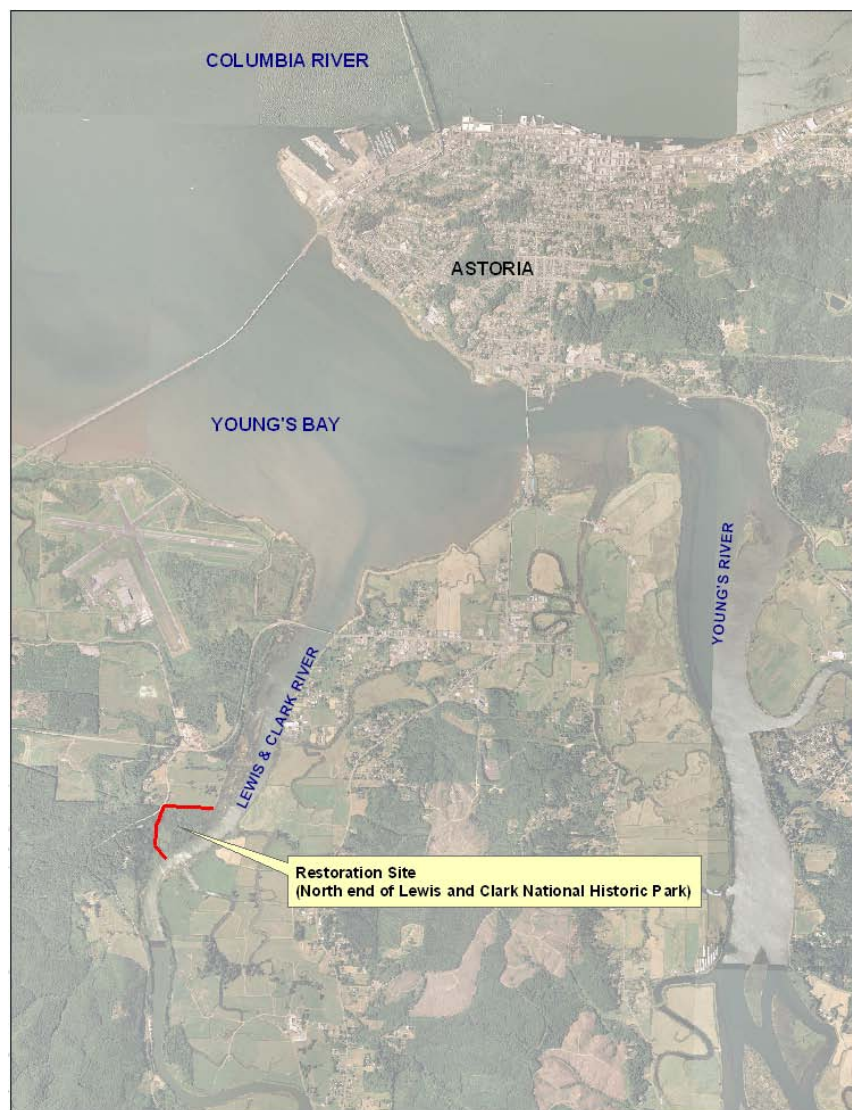 COLUMBIA RIVER
ASTORIA
YOUNG'S BAY
YOUNG'S RIVER
LEWIS & CLARK RIVER
Restoration Site
(North end of Lewis and Clark National Historic Park)